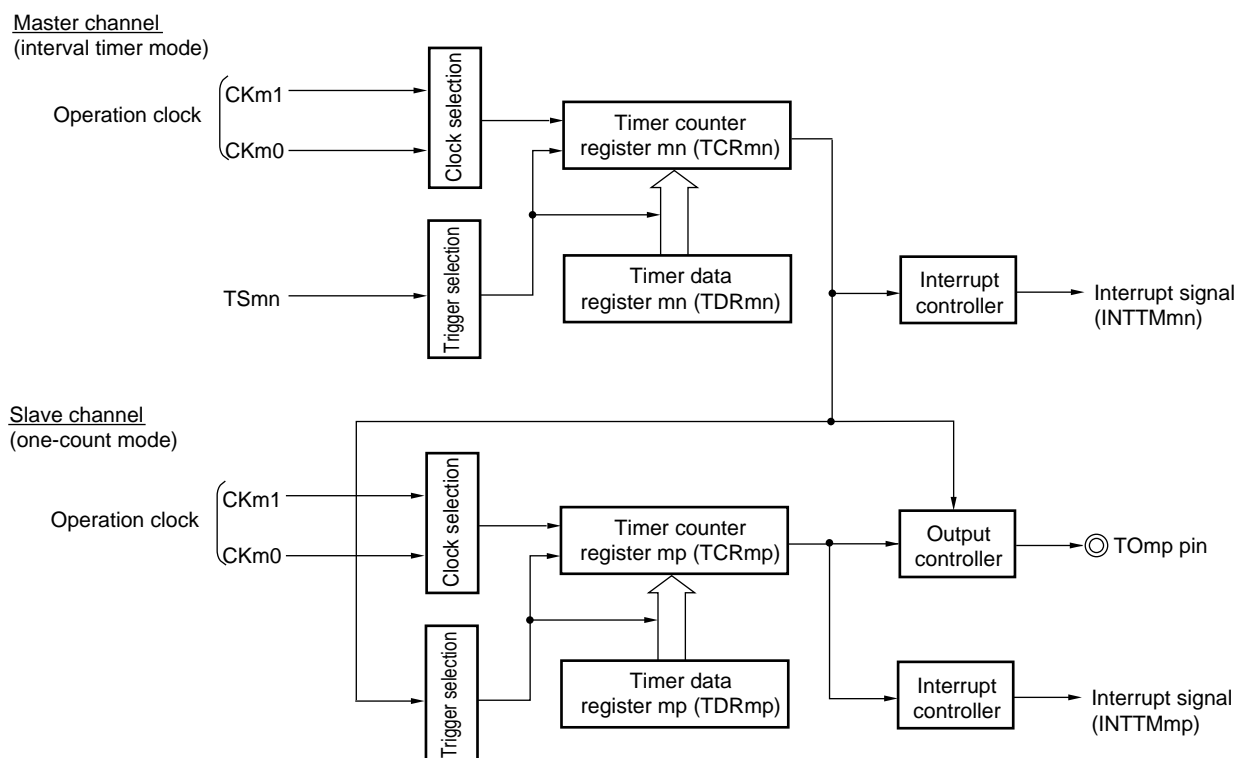 Master channel
(interval timer mode)
Operation clock
CKm1
CKm0
Clock selection
Timer counter
register mn (TCRmn)
TSmn
Trigger selection
Timer data
register mn (TDRmn)
Interrupt
controller
Interrupt signal
(INTTMmn)
Slave channel
(one-count mode)
Operation clock
CKm1
CKm0
Clock selection
Timer counter
register mp (TCRmp)
Output
controller
TOmp pin
Trigger selection
Timer data
register mp (TDRmp)
Interrupt
controller
Interrupt signal
(INTTMmp)